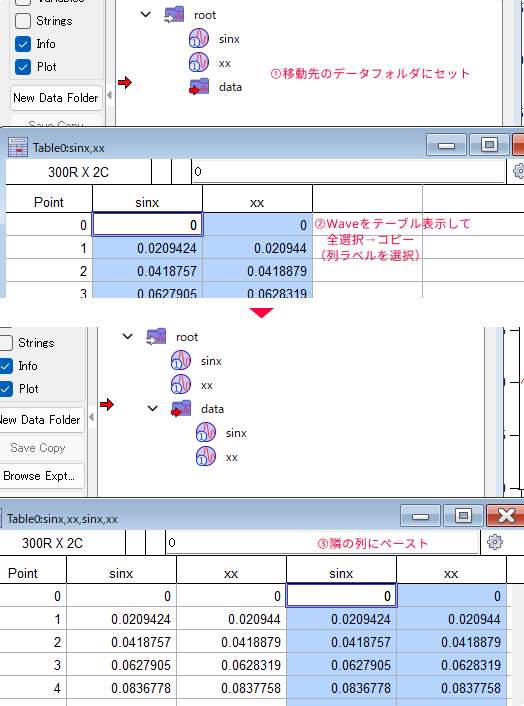 Strings
Info
Plot
New Data Folder
Save Copy
root
sinx
xx
data
①移動先のデータフォルダにセット
Table0:sinx,xx
300R X 2C
0
Point sinx xx
0 0 0
1 0.0209424 0.020944
2 0.0418757 0.0418879
3 0.0627905 0.0628319
②Waveをテーブル表示して
全選択→コピー
（列ラベルを選択）
Strings
Info
Plot
New Data Folder
Save Copy
Browse Expt...
root
sinx
xx
data
sinx
xx
Table0:sinx,xx,sinx,xx
300R X 2C
0
③隣の列にペースト
Point sinx xx sinx xx
0 0 0 0 0
1 0.0209424 0.020944 0.0209424 0.020944
2 0.0418757 0.0418879 0.0418757 0.0418879
3 0.0627905 0.0628319 0.0627905 0.0628319
4 0.0836778 0.0837758 0.0836778 0.0837758